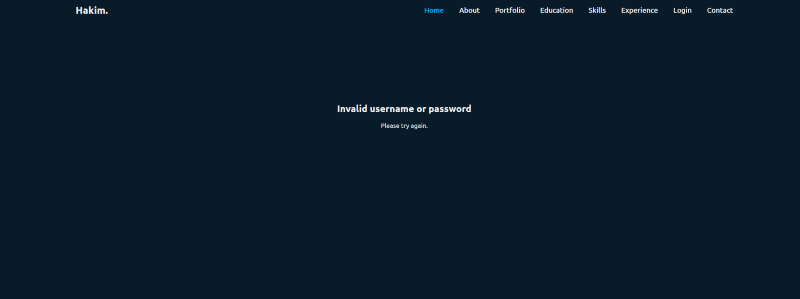 Hakim.
Home About Portfolio Education Skills Experience Login Contact
Invalid username or password
Please try again.